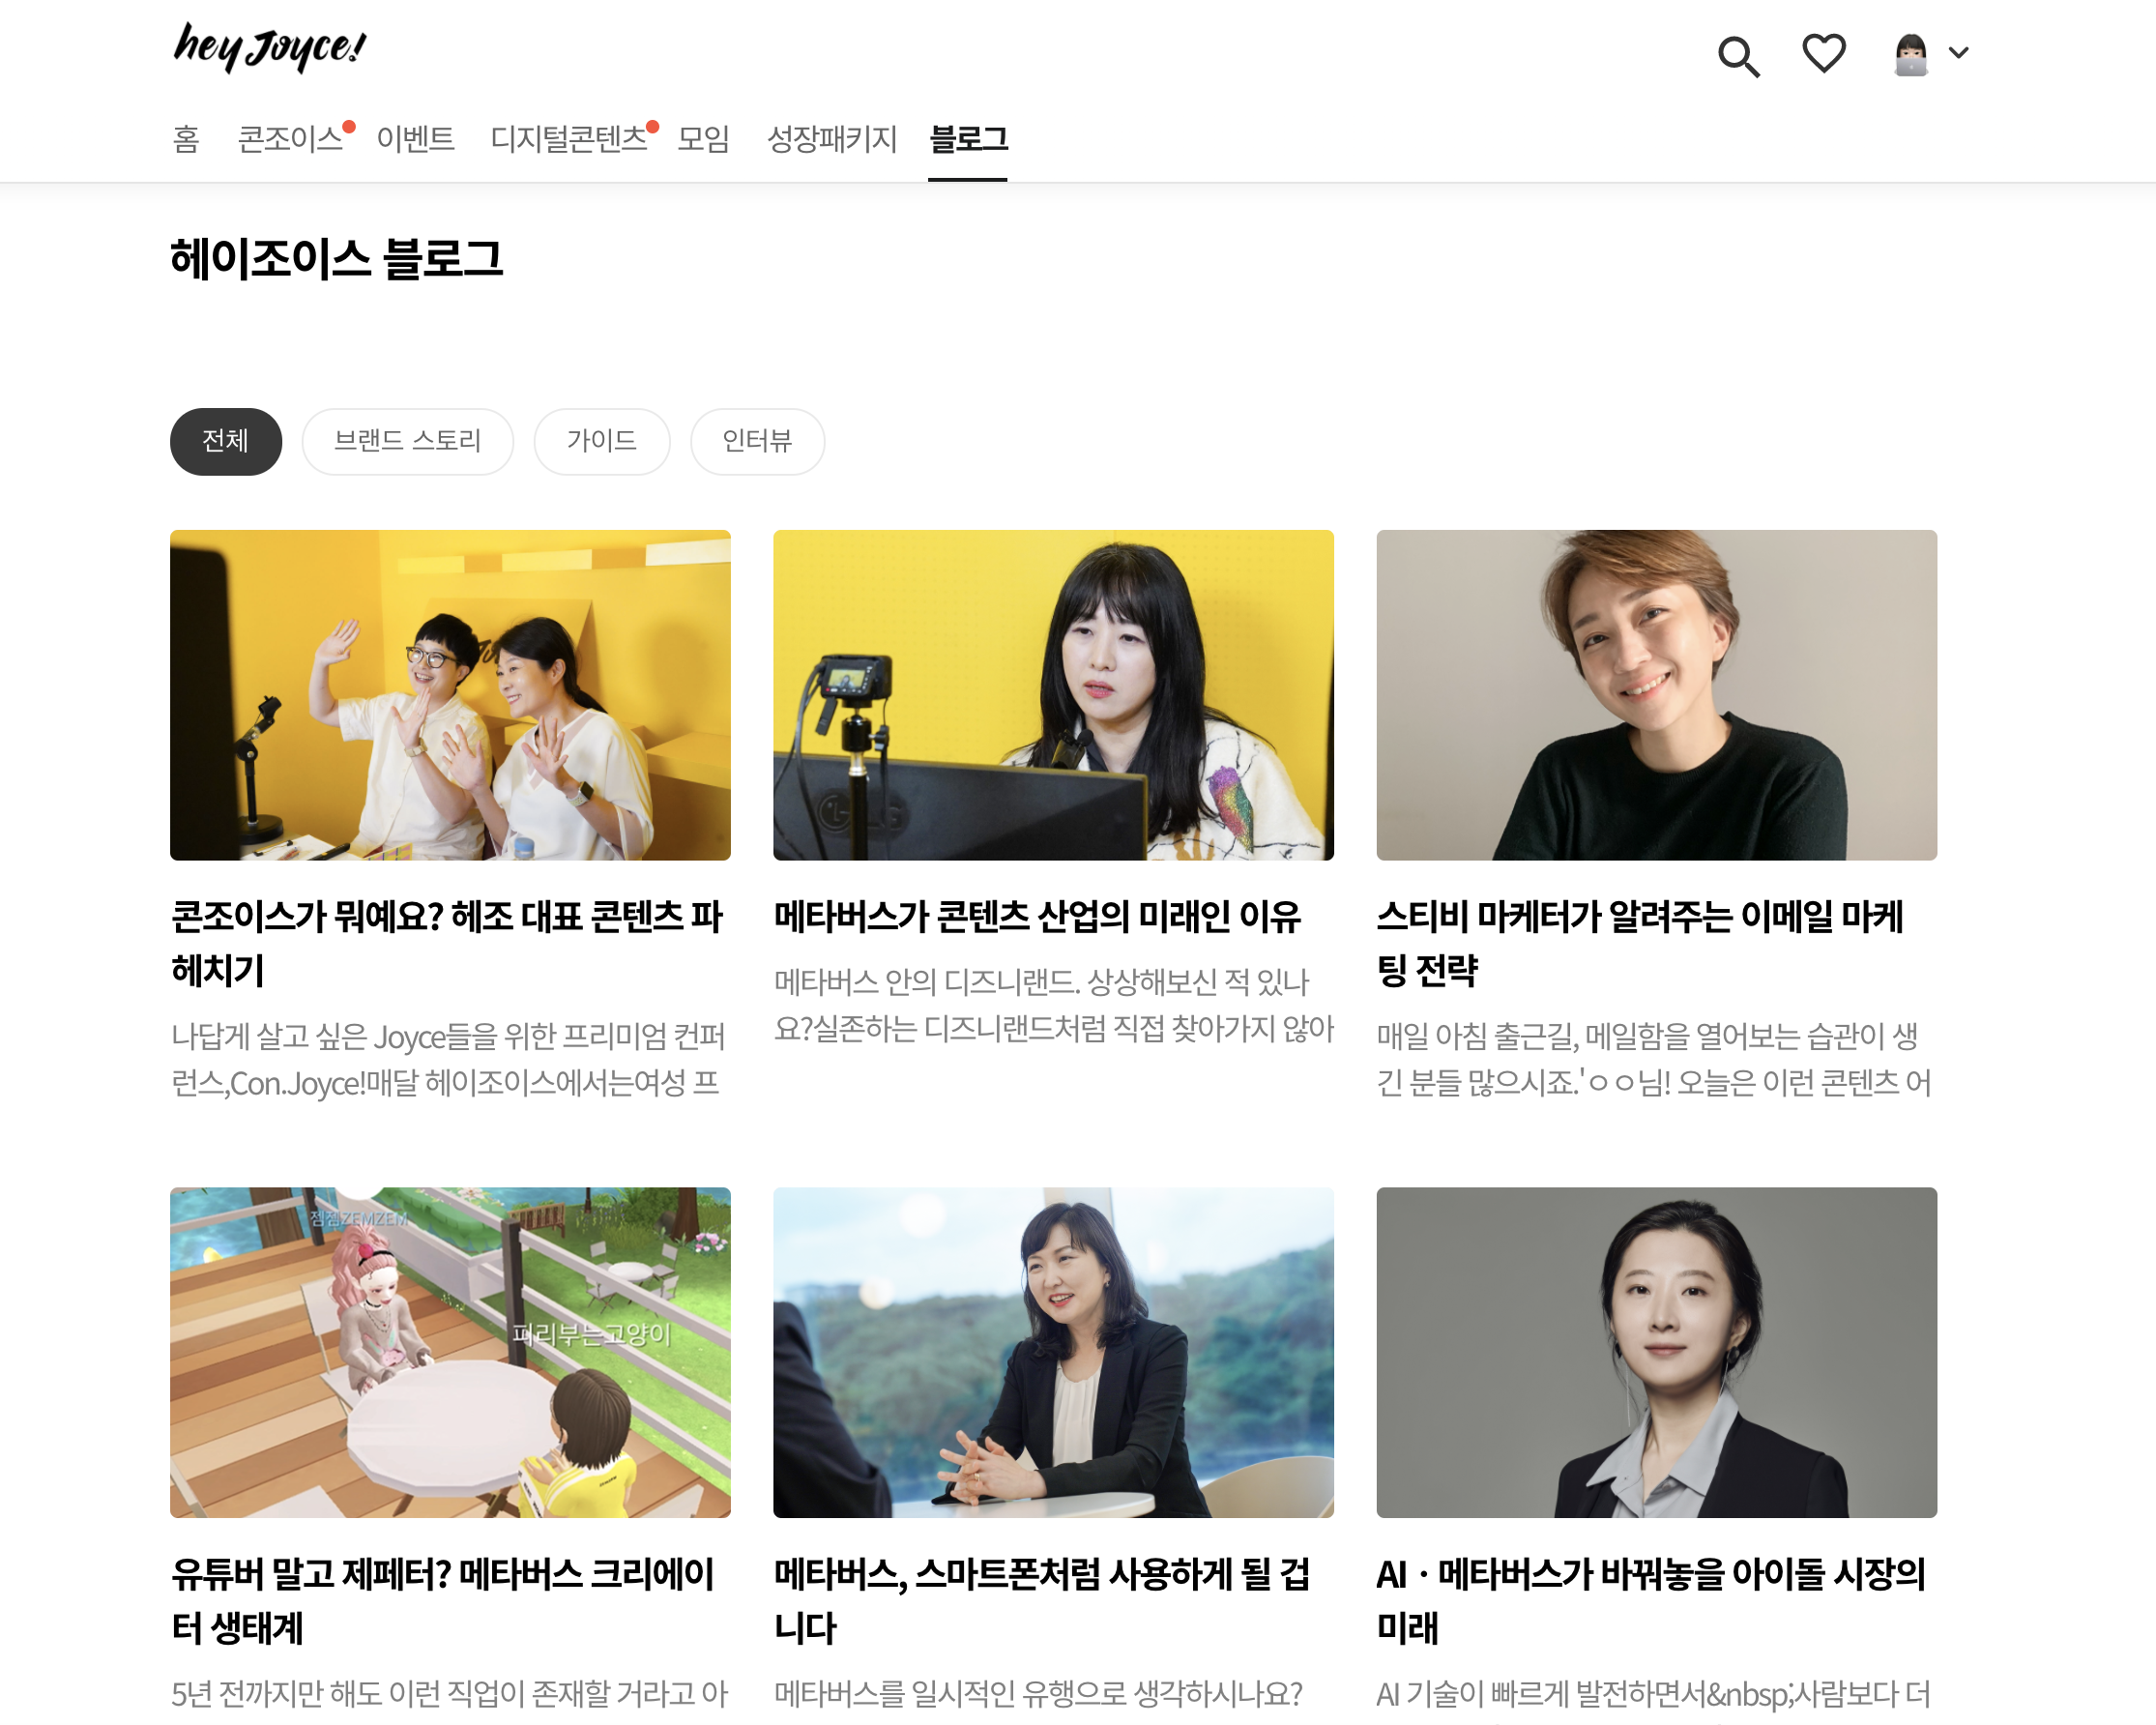 hey Joyce!
홈 콘조이스 이벤트 디지털콘텐츠 모임 성장패키지 블로그
헤이조이스 블로그
전체 브랜드 스토리 가이드 인터뷰
LG
콘조이스가 뭐예요? 헤조 대표 콘텐츠 파
헤치기
나답게 살고 싶은 Joyce들을 위한 프리미엄 컨퍼
런스,Con.Joyce!매달 헤이조이스에서는여성 프
메타버스가 콘텐츠 산업의 미래인 이유
메타버스 안의 디즈니랜드. 상상해보신 적 있나
요?실존하는 디즈니랜드처럼 직접 찾아가지 않아
스티비 마케터가 알려주는 이메일 마케
팅 전략
매일 아침 출근길, 메일함을 열어보는 습관이 생
긴 분들 많으시죠.'ㅇㅇ님! 오늘은 이런 콘텐츠 어
젬젬ZEMZEM
피리부는고양이
유튜버 말고 제페터? 메타버스 크리에이
터 생태계
5년 전까지만 해도 이런 직업이 존재할 거라고 아
메타버스, 스마트폰처럼 사용하게 될 겁
니다
메타버스를 일시적인 유행으로 생각하시나요?
AI · 메타버스가 바꿔놓을 아이돌 시장의
미래
AI 기술이 빠르게 발전하면서&nbsp;사람보다 더